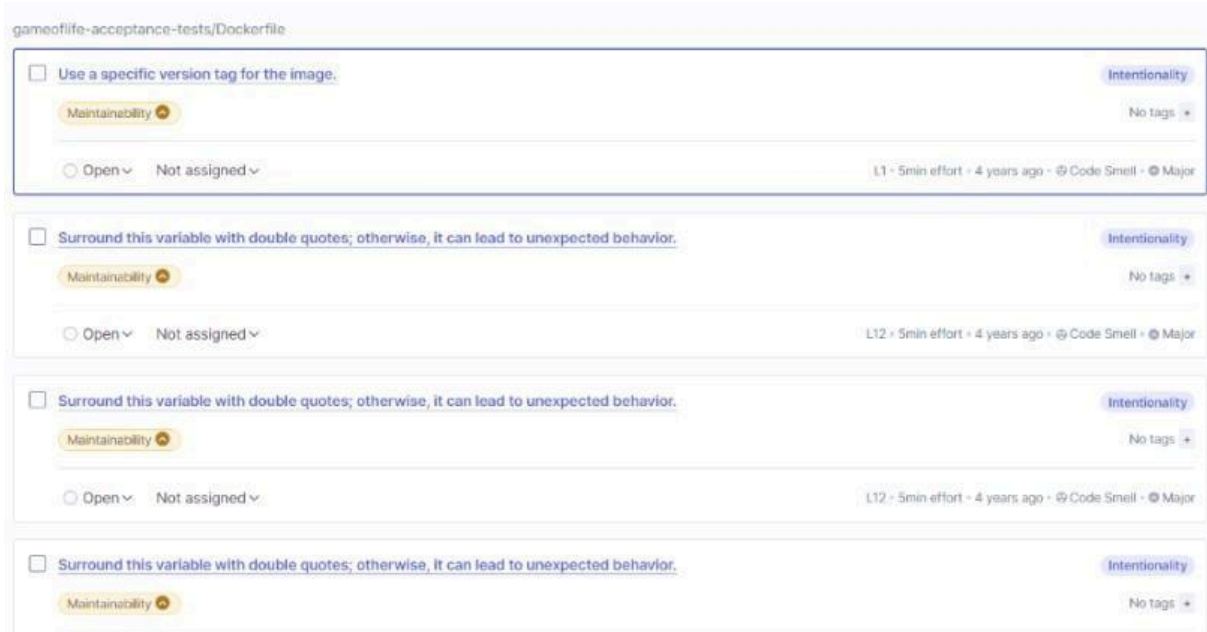 gameoflife-acceptance-tests/Dockerfile
Use a specific version tag for the image. Intentionality
Maintainability No tags +
Open Not assigned L1 • 5min effort • 4 years ago • Code Smell • Major
Surround this variable with double quotes; otherwise, it can lead to unexpected behavior. Intentionality
Maintainability No tags +
Open Not assigned L12 • 5min effort • 4 years ago • Code Smell • Major
Surround this variable with double quotes; otherwise, it can lead to unexpected behavior. Intentionality
Maintainability No tags +
Open Not assigned L12 • 5min effort • 4 years ago • Code Smell • Major
Surround this variable with double quotes; otherwise, it can lead to unexpected behavior. Intentionality
Maintainability No tags +